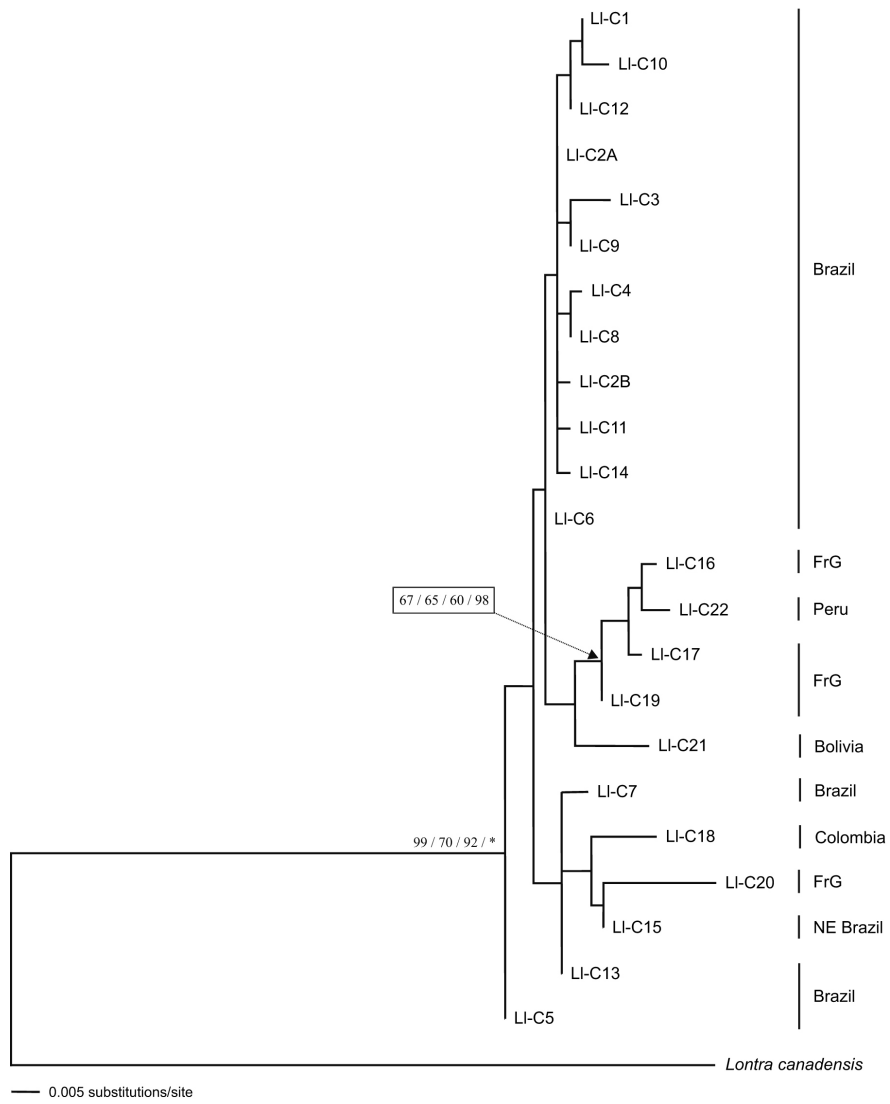 Ll-C1
Ll-C10
Ll-C12
Ll-C2A
Ll-C3
Ll-C9
Brazil
Ll-C4
Ll-C8
Ll-C2B
Ll-C11
Ll-C14
Ll-C6
Ll-C16
FrG
67 / 65 / 60 / 98
Ll-C22
Peru
Ll-C17
FrG
Ll-C19
Ll-C21
Bolivia
Ll-C7
Brazil
99 / 70 / 92 / *
Ll-C18
Colombia
Ll-C20
FrG
Ll-C15
NE Brazil
Ll-C13
Brazil
Ll-C5
Lontra canadensis
0.005 substitutions/site